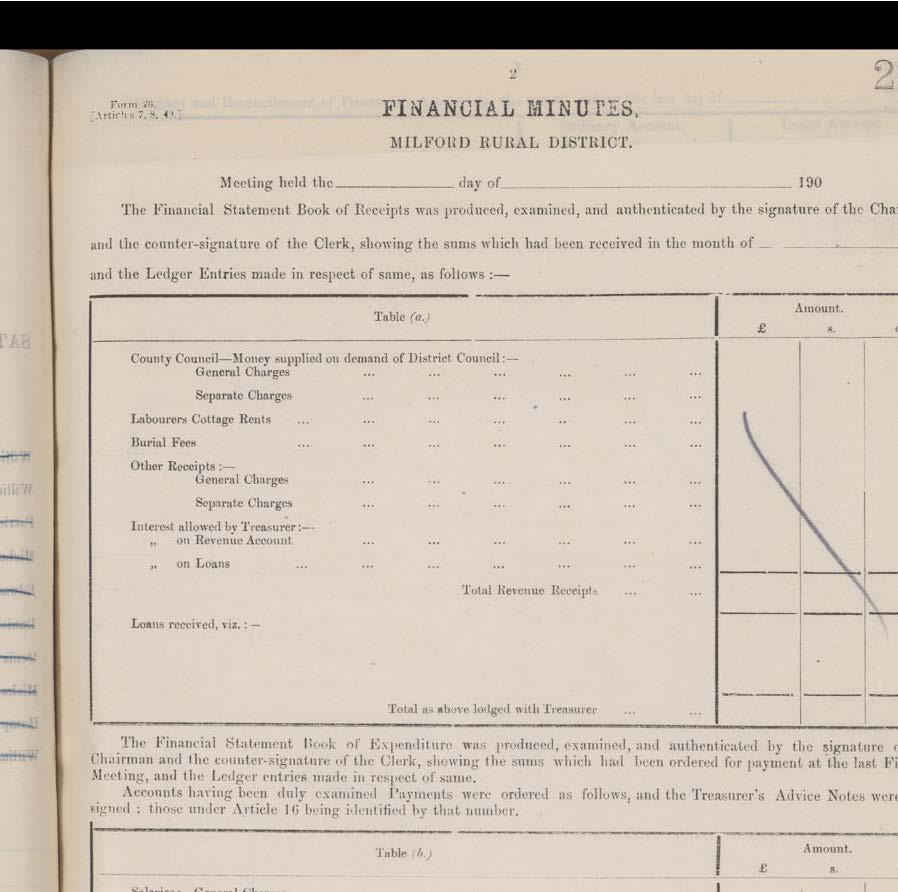 2
2
Form 26.
[Articles 7, 8, 49.]
FINANCIAL MINUTES,
MILFORD RURAL DISTRICT.
Meeting held the day of 190
The Financial Statement Book of Receipts was produced, examined, and authenticated by the signature of the Chai
and the counter-signature of the Clerk, showing the sums which had been received in the month of
and the Ledger Entries made in respect of same, as follows :—
Table (a.) Amount.
£ s.
County Council—Money supplied on demand of District Council :—
General Charges ... ... ... ... ... ...
Separate Charges ... ... ... ... ... ...
Labourers Cottage Rents ... ... ... ... .. ... ...
Burial Fees ... ... ... ... ... ... ...
Other Receipts :—
General Charges ... ... ... ... ... ...
Separate Charges ... ... ... ... ... ...
Interest allowed by Treasurer :—
„ on Revenue Account ... ... ... ... ... ...
„ on Loans ... ... ... ... ... ... ...
Total Revenue Receipts ... ...
Loans received, viz. :—
Total as above lodged with Treasurer ... ...
The Financial Statement Book of Expenditure was produced, examined, and authenticated by the signature o
Chairman and the counter-signature of the Clerk, showing the sums which had been ordered for payment at the last Fi
Meeting, and the Ledger entries made in respect of same.
Accounts having been duly examined Payments were ordered as follows, and the Treasurer's Advice Notes were
signed : those under Article 16 being identified by that number.
Table (b.) Amount.
£ s.